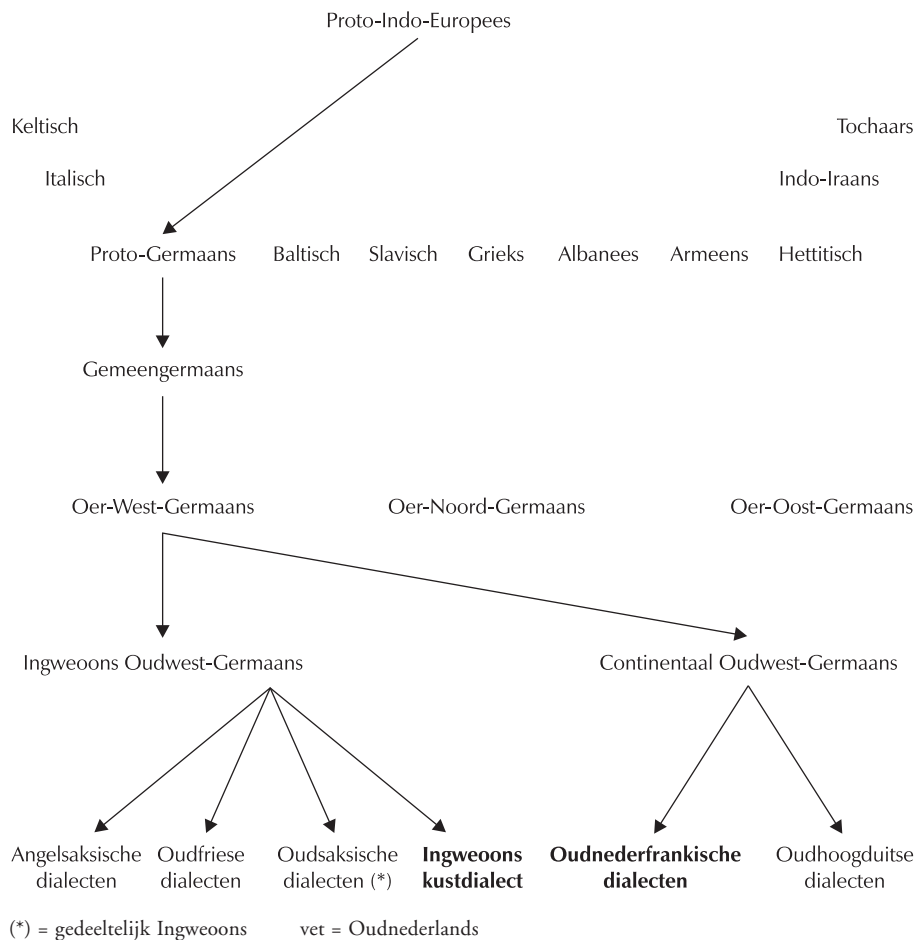 Proto-Indo-Europees
Keltisch Tochaars
Italisch Indo-Iraans
Proto-Germaans Baltisch Slavisch Grieks Albanees Armeens Hettitisch
Gemeengermaans
Oer-West-Germaans Oer-Noord-Germaans Oer-Oost-Germaans
Ingweoons Oudwest-Germaans Continentaal Oudwest-Germaans
Angelsaksische Oudfriese Oudsaksische Ingweoons Oudnederfrankische Oudhoogduitse
dialecten dialecten dialecten (*) kustdialect dialecten dialecten
(*) = gedeeltelijk Ingweoons vet = Oudnederlands